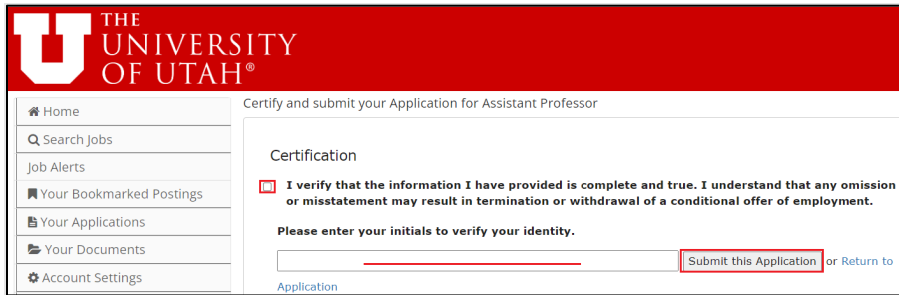 THE
UNIVERSITY
OF UTAH®
Home
Search Jobs
Job Alerts
Your Bookmarked Postings
Your Applications
Your Documents
Account Settings
Certify and submit your Application for Assistant Professor
Certification
I verify that the information I have provided is complete and true. I understand that any omission
or misstatement may result in termination or withdrawal of a conditional offer of employment.
Please enter your initials to verify your identity.
Submit this Application or Return to
Application